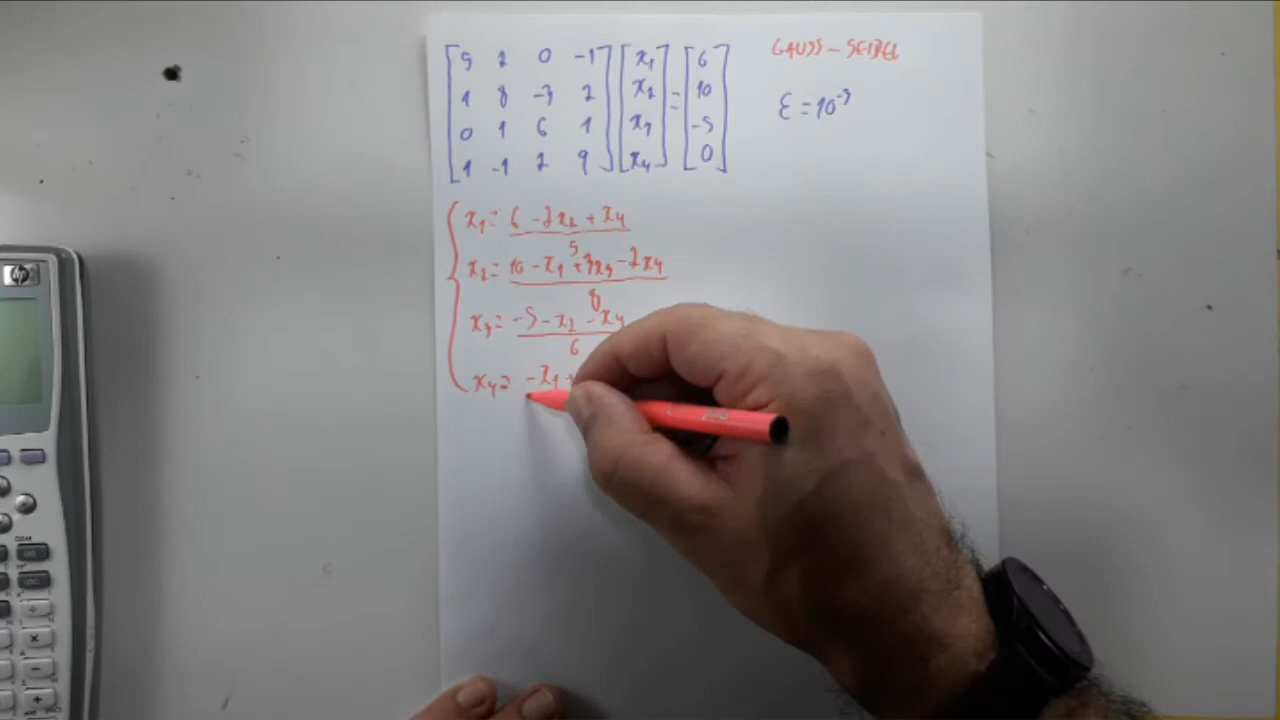 GAUSS-SEIDEL
[5 2 0 -1] [x1] = [6]
[1 8 -3 2] [x2] = [10] ε = 10^-3
[0 1 6 1] [x3] = [-5]
[1 -1 2 9] [x4] = [0]
x1 = (6 - 2x2 + x4) / 5
x2 = (10 - x1 + 3x3 - 2x4) / 8
x3 = (-5 - x2 - x4) / 6
x4 = -x1 +
hp
CLEAR